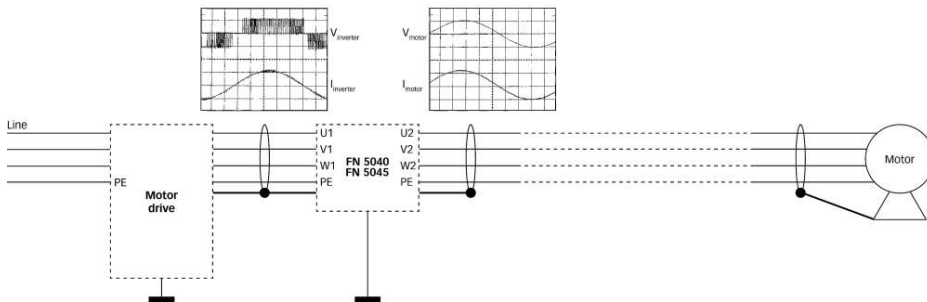 Vinverter
Iinverter
Vmotor
Imotor
Line
PE
Motor
drive
U1
V1
W1
PE
FN 5040
FN 5045
U2
V2
W2
PE
Motor